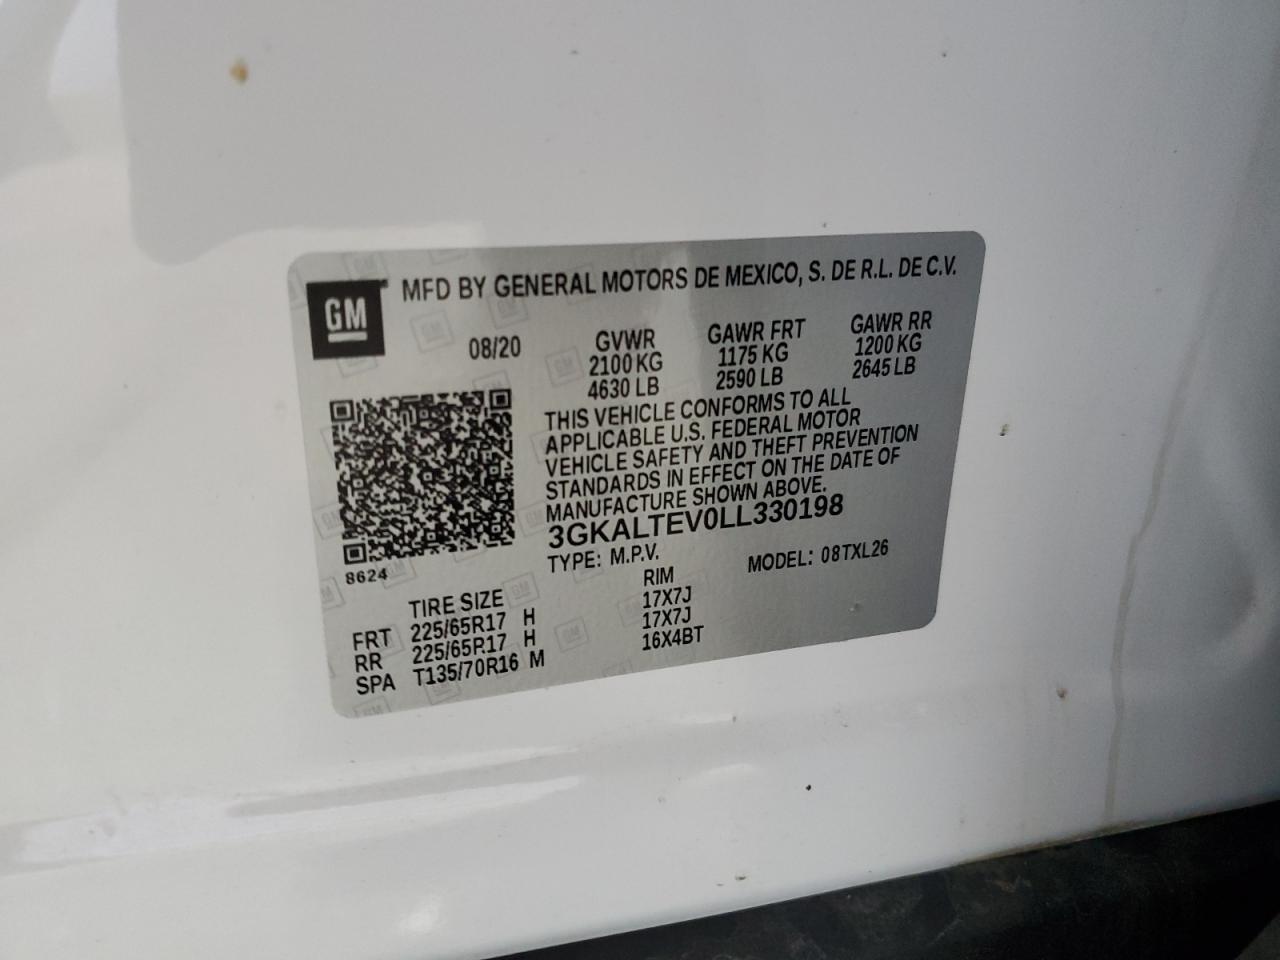 GM MFD BY GENERAL MOTORS DE MEXICO, S. DE R.L. DE C.V.
08/20 GVWR GAWR FRT GAWR RR
2100 KG 1175 KG 1200 KG
4630 LB 2590 LB 2645 LB
THIS VEHICLE CONFORMS TO ALL
APPLICABLE U.S. FEDERAL MOTOR
VEHICLE SAFETY AND THEFT PREVENTION
STANDARDS IN EFFECT ON THE DATE OF
MANUFACTURE SHOWN ABOVE.
3GKALTEV0LL330198
8624 TYPE: M.P.V. MODEL: 08TXL26
TIRE SIZE RIM
FRT 225/65R17 H 17X7J
RR 225/65R17 H 17X7J
SPA T135/70R16 M 16X4BT